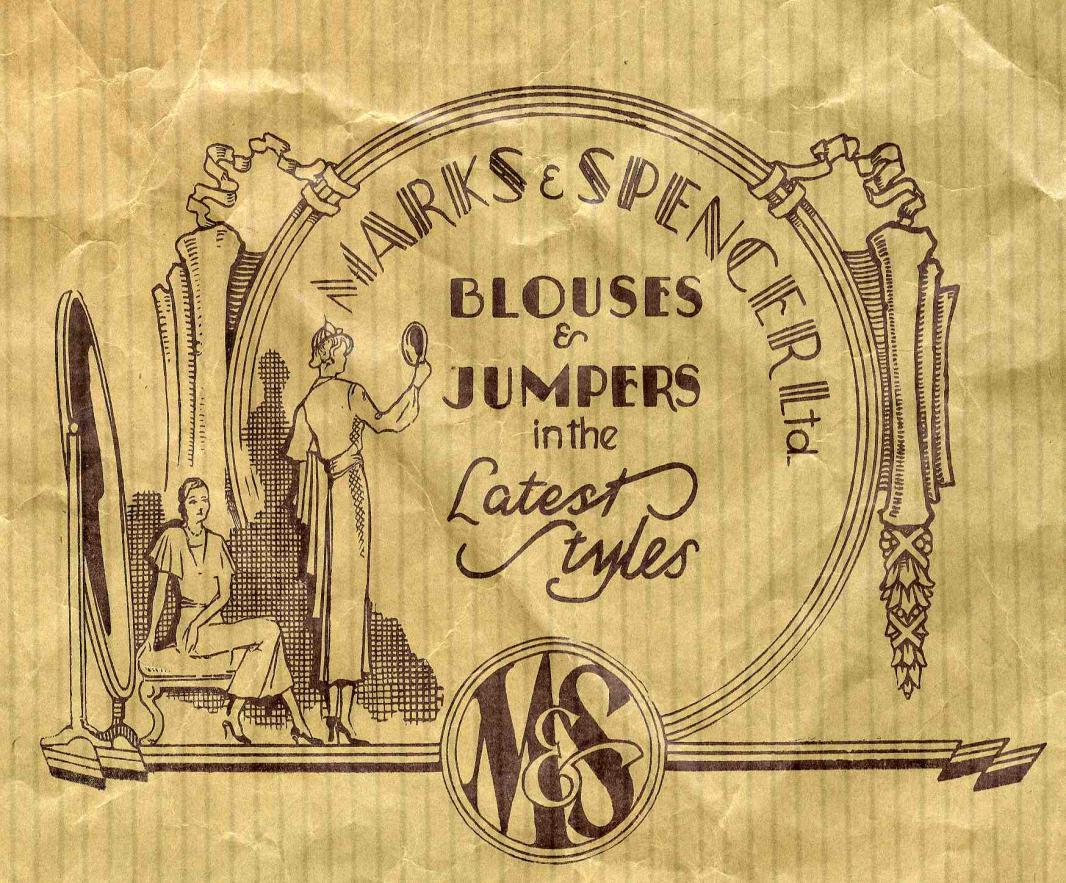 MARKS & SPENCER Ltd.
BLOUSES
&
JUMPERS
in the
Latest
Styles
M&S